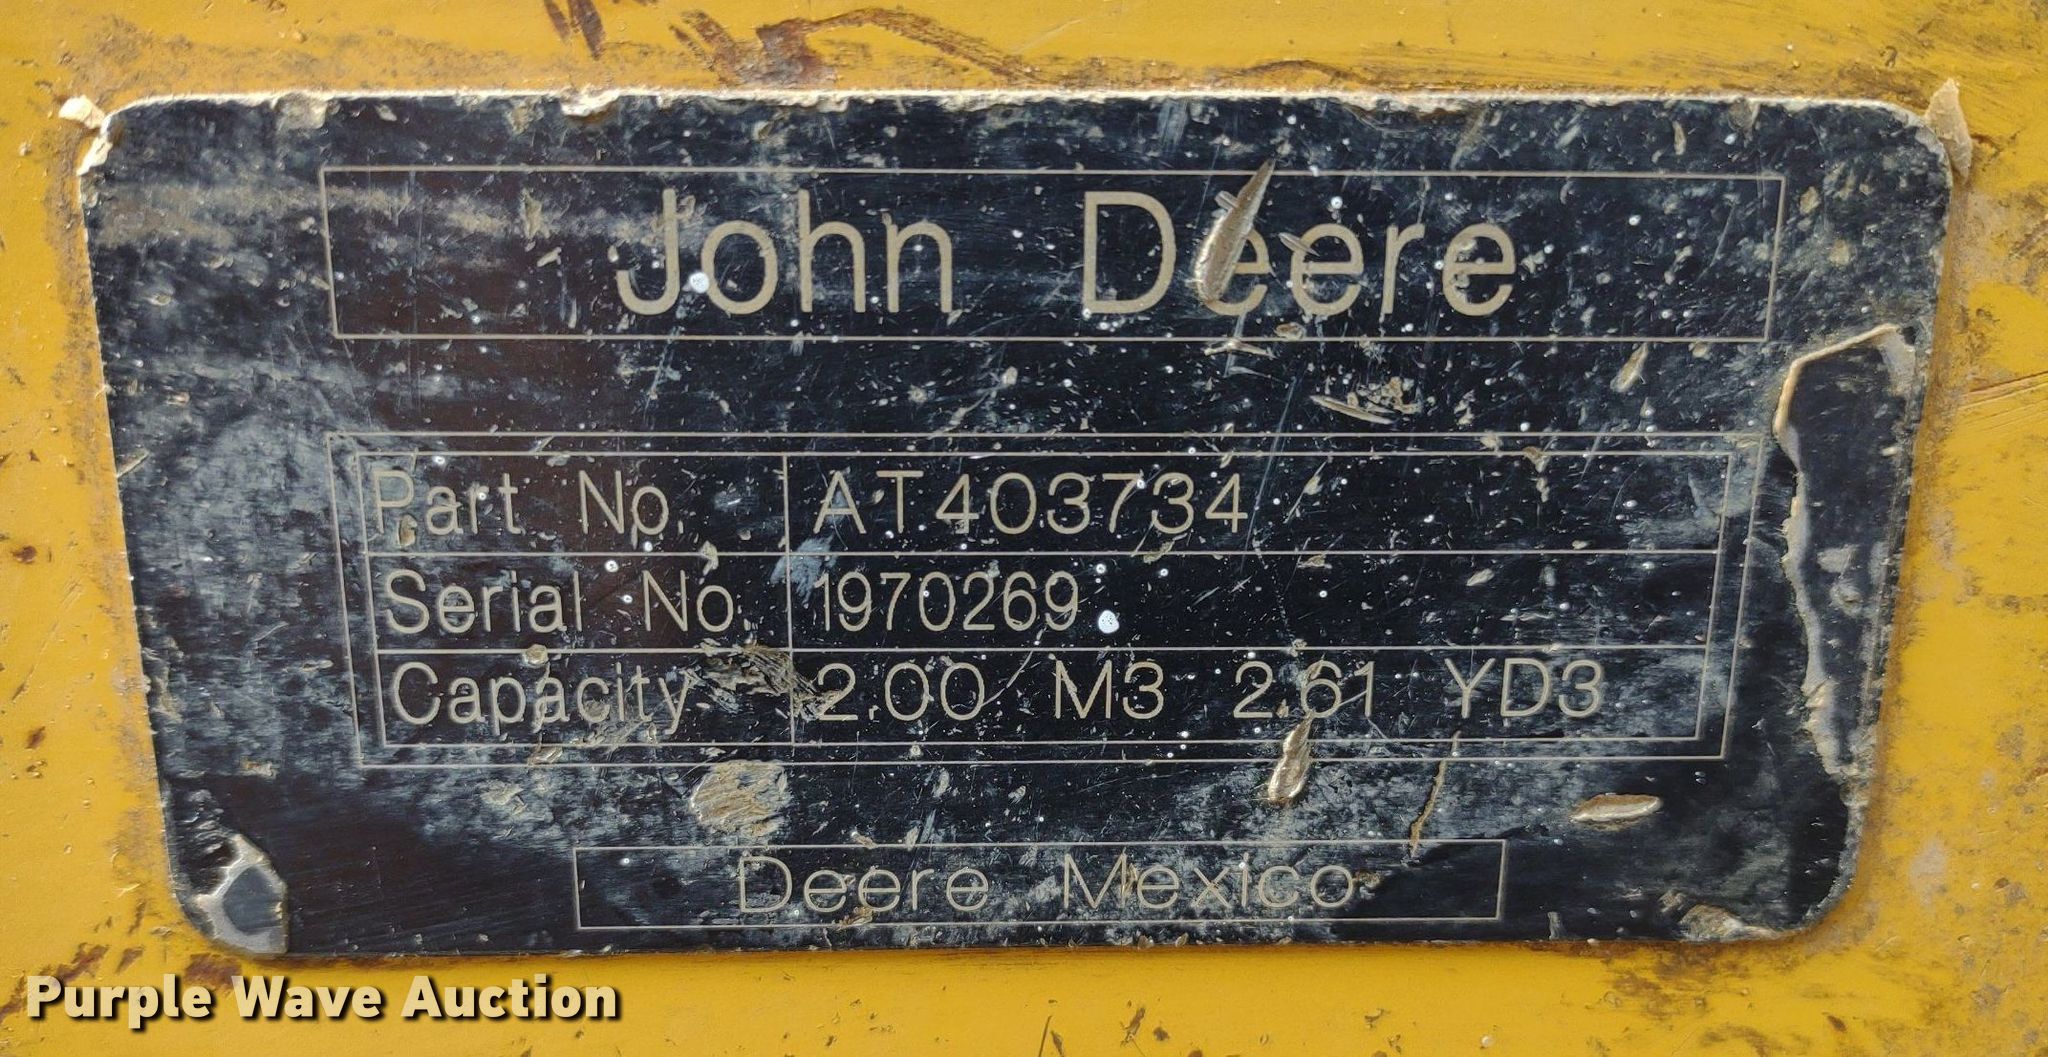 John Deere
Part No. AT403734
Serial No. 1970269
Capacity 2.00 M3 2.61 YD3
Deere Mexico
Purple Wave Auction